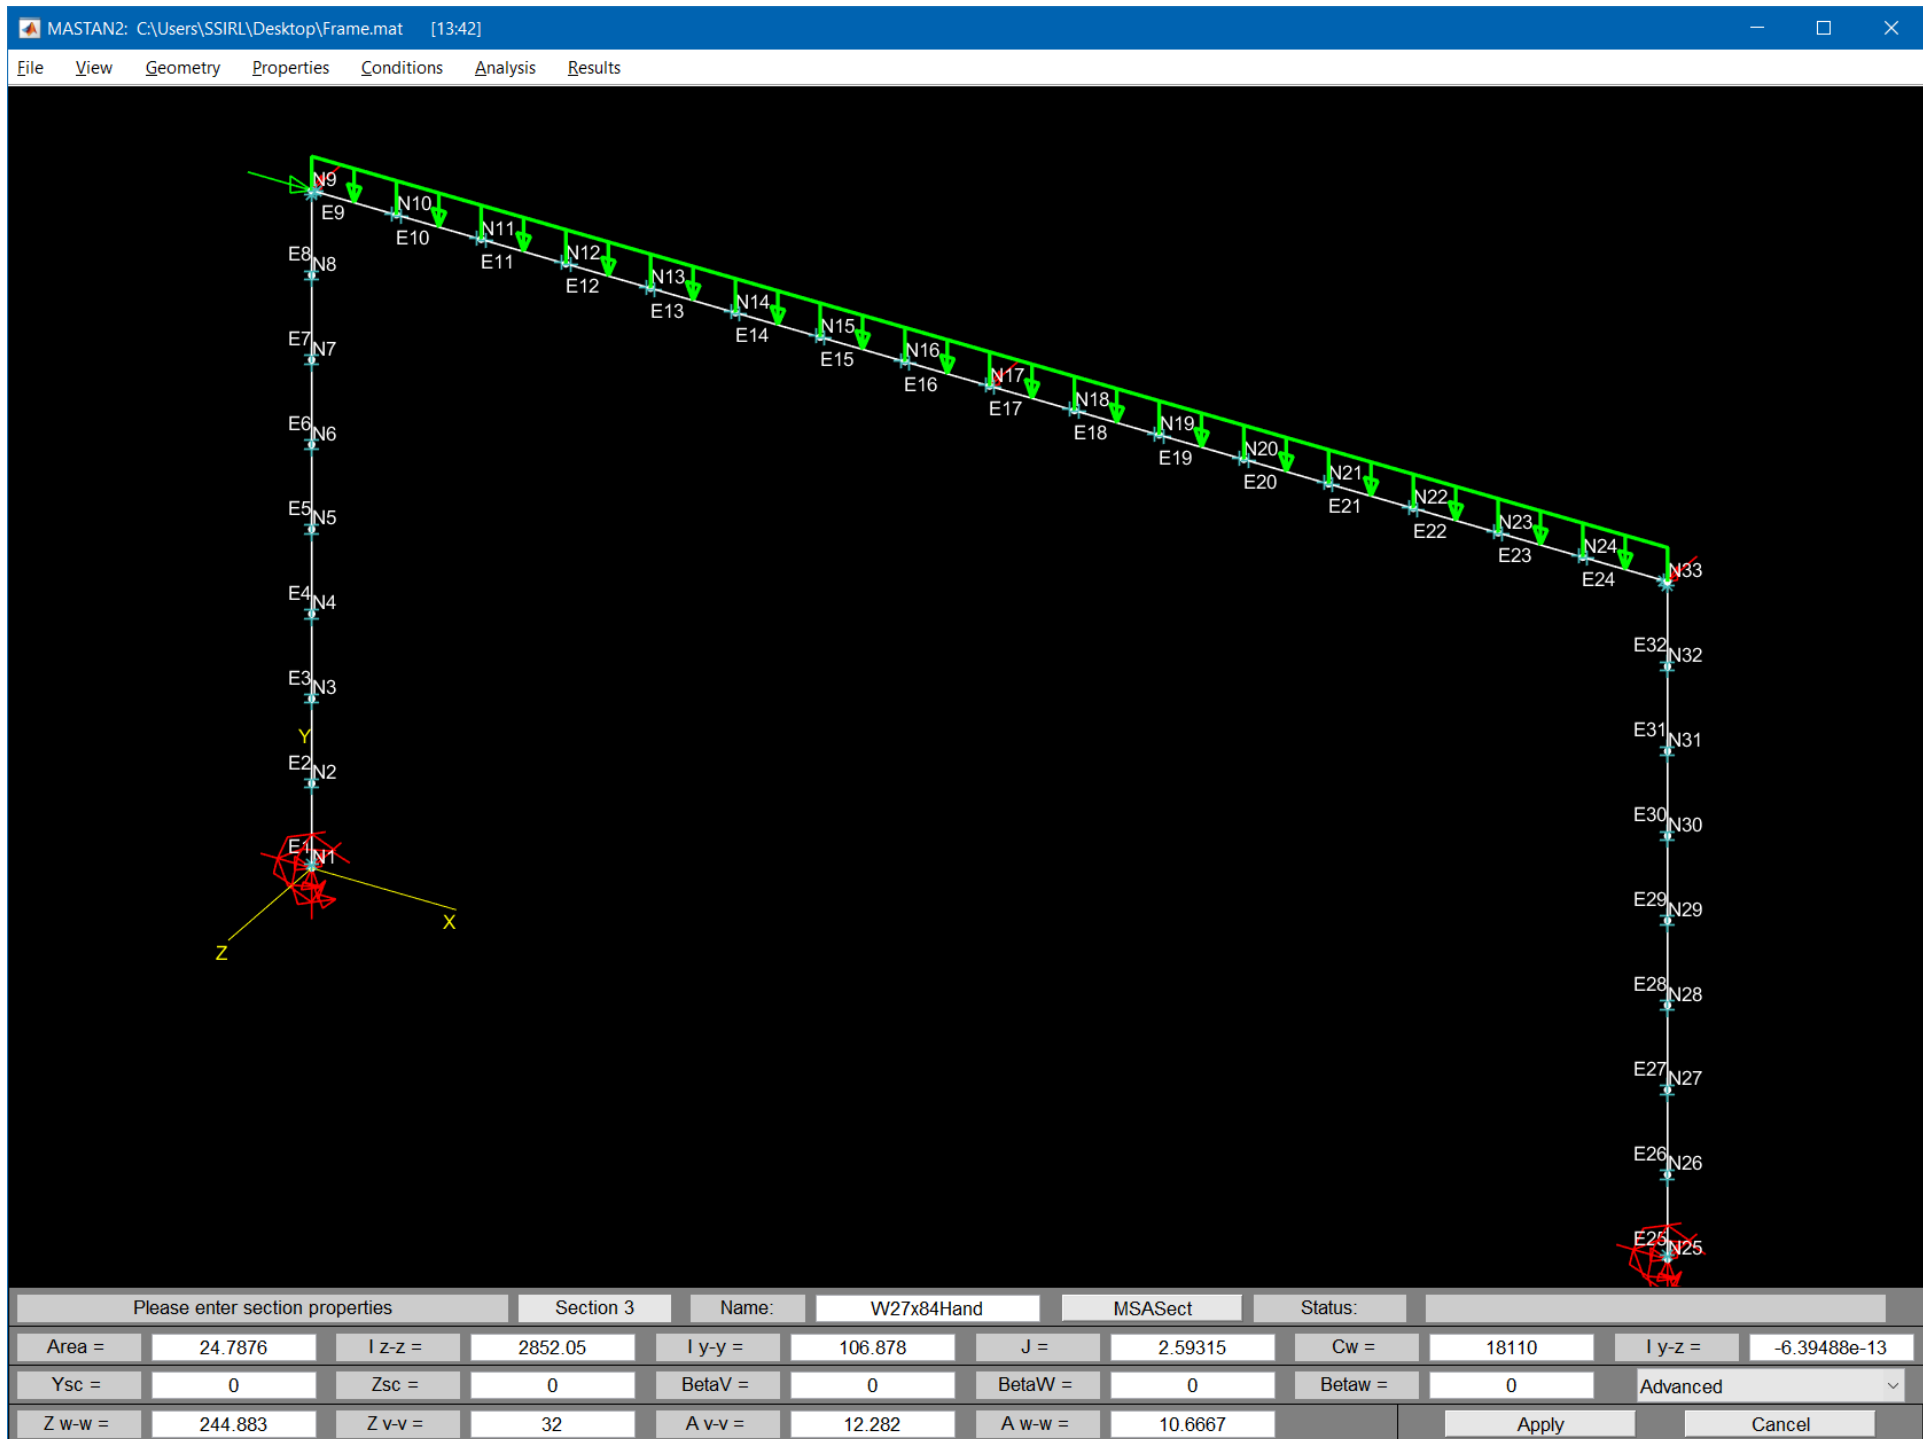 MASTAN2: C:\Users\SSIRL\Desktop\Frame.mat [13:42]
File View Geometry Properties Conditions Analysis Results
N9
E9
N10
E10
N11
E11
N12
E12
N13
E13
N14
E14
N15
E15
N16
E16
N17
E17
N18
E18
N19
E19
N20
E20
N21
E21
N22
E22
N23
E23
N24
E24
N33
E8 N8
E7 N7
E6 N6
E5 N5
E4 N4
E3 N3
Y
E2 N2
E1 N1
X
Z
E32 N32
E31 N31
E30 N30
E29 N29
E28 N28
E27 N27
E26 N26
E25 N25
Please enter section properties Section 3 Name: W27x84Hand MSASect Status:
Area = 24.7876 I z-z = 2852.05 I y-y = 106.878 J = 2.59315 Cw = 18110 I y-z = -6.39488e-13
Ysc = 0 Zsc = 0 BetaV = 0 BetaW = 0 Betaw = 0 Advanced
Z w-w = 244.883 Z v-v = 32 A v-v = 12.282 A w-w = 10.6667 Apply Cancel